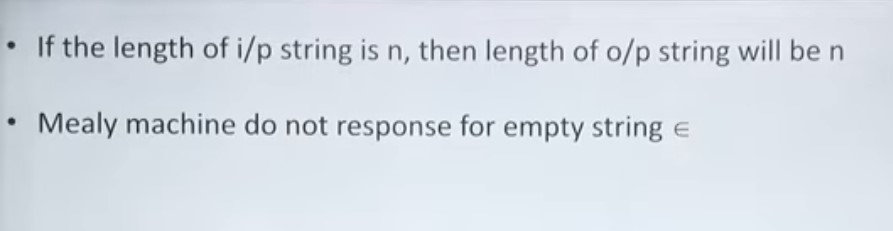 • If the length of i/p string is n, then length of o/p string will be n
• Mealy machine do not response for empty string ∈